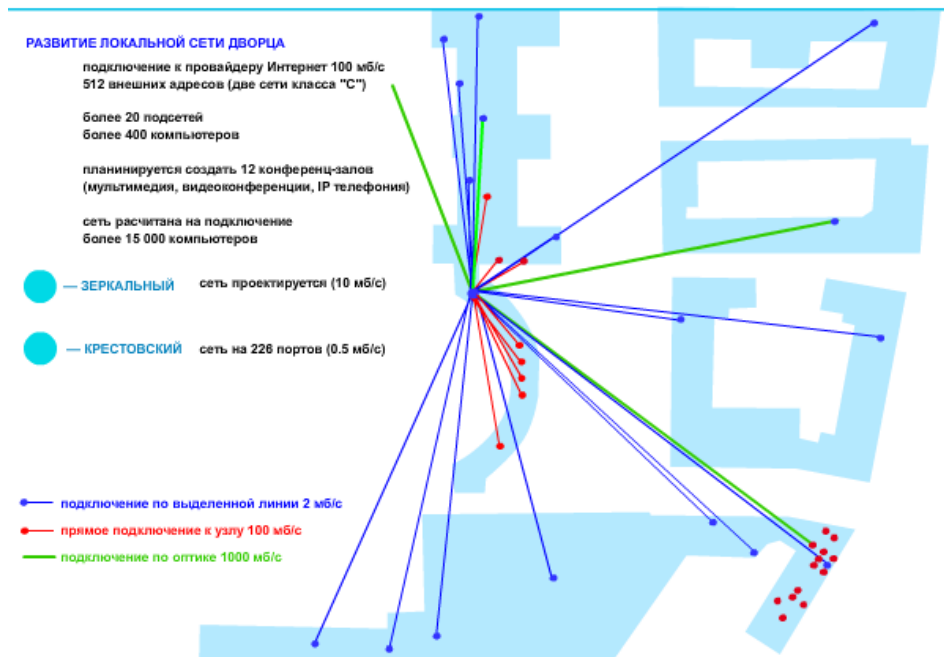 РАЗВИТИЕ ЛОКАЛЬНОЙ СЕТИ ДВОРЦА
подключение к провайдеру Интернет 100 мб/с
512 внешних адресов (две сети класса "С")
более 20 подсетей
более 400 компьютеров
планинируется создать 12 конференц-залов
(мультимедия, видеоконференции, IP телефония)
сеть расчитана на подключение
более 15 000 компьютеров
— ЗЕРКАЛЬНЫЙ сеть проектируется (10 мб/с)
— КРЕСТОВСКИЙ сеть на 226 портов (0.5 мб/с)
подключение по выделенной линии 2 мб/с
прямое подключение к узлу 100 мб/с
подключение по оптике 1000 мб/с